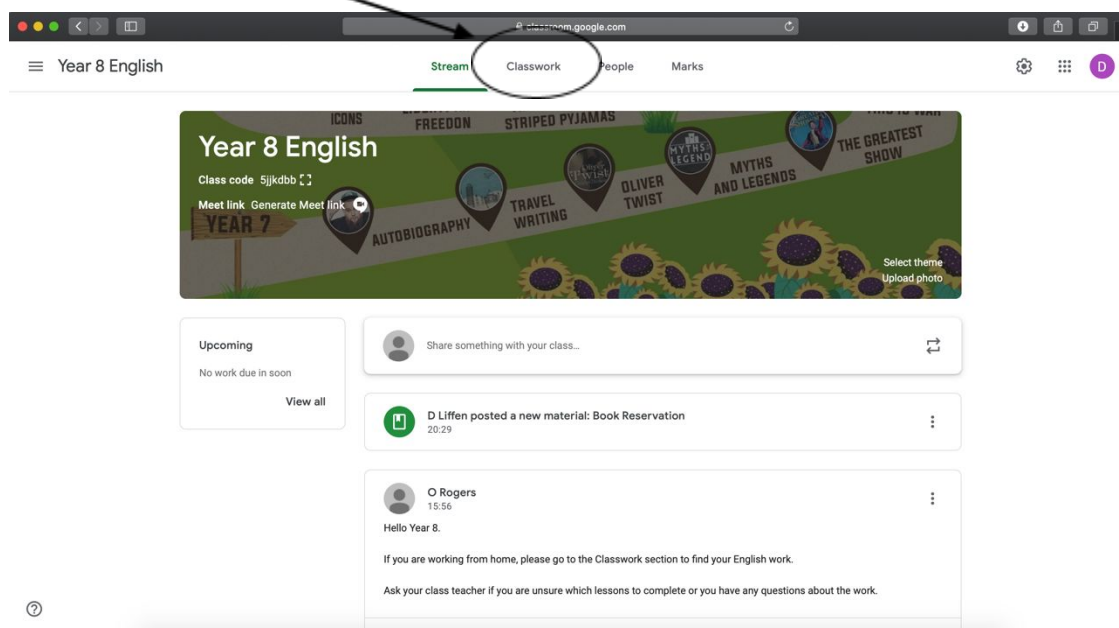 classroom.google.com
Year 8 English
Stream
Classwork
People
Marks
D
ICONS
FREEDON
STRIPED PYJAMAS
THE GREATEST
SHOW
MYTHS
LEGEND
MYTHS
AND LEGENDS
Twist
OLIVER
TWIST
TRAVEL
WRITING
AUTOBIOGRAPHY
YEAR 7
Year 8 English
Class code 5jjkdbb
Meet link Generate Meet link
Select theme
Upload photo
Upcoming
No work due in soon
View all
Share something with your class...
D Liffen posted a new material: Book Reservation
20:29
O Rogers
15:56
Hello Year 8.
If you are working from home, please go to the Classwork section to find your English work.
Ask your class teacher if you are unsure which lessons to complete or you have any questions about the work.